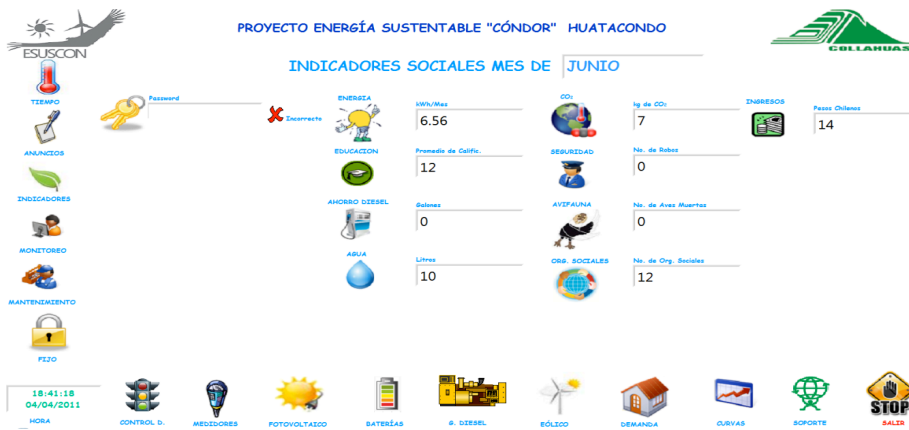 PROYECTO ENERGÍA SUSTENTABLE "CÓNDOR" HUATACONDO
ESUSCON
COLLAHUAS
INDICADORES SOCIALES MES DE JUNIO
TIEMPO
ANUNCIOS
INDICADORES
MONITOREO
MANTENIMIENTO
FIJO
Password
Incorrecto
ENERGIA
kWh/Mes
6.56
EDUCACION
Promedio de Calific.
12
AHORRO DIESEL
Galones
0
AGUA
Litros
10
CO₂
kg de CO₂
7
SEGURIDAD
No. de Robos
0
AVIFAUNA
No. de Aves Muertas
0
ORG. SOCIALES
No. de Org. Sociales
12
INGRESOS
Pesos Chilenos
14
18:41:18
04/04/2011
HORA
CONTROL D.
MEDIDORES
FOTOVOLTAICO
BATERÍAS
G. DIESEL
EÓLICO
DEMANDA
CURVAS
SOPORTE
STOP
SALIR